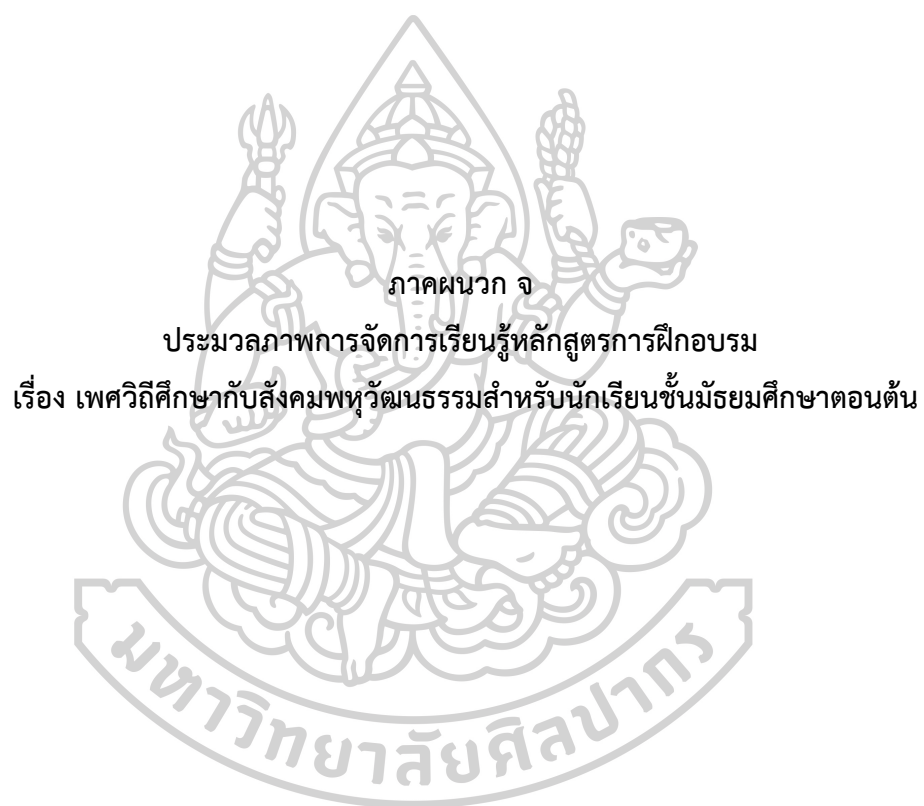 ภาคผนวก จ
ประมวลภาพการจัดการเรียนรู้หลักสูตรการฝึกอบรม
เรื่อง เพศวิถีศึกษากับสังคมพหุวัฒนธรรมสำหรับนักเรียนชั้นมัธยมศึกษาตอนต้น
มหาวิทยาลัยศิลปากร